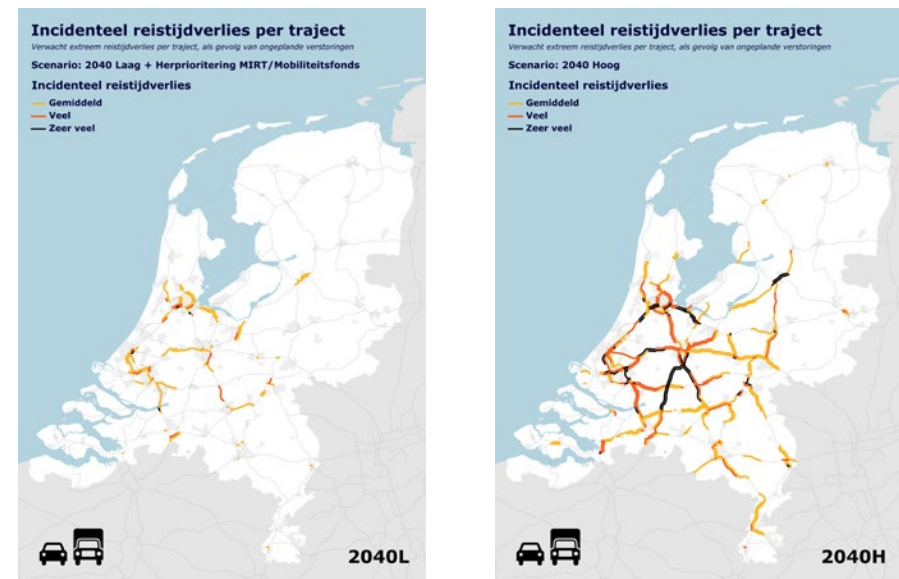 Incidenteel reistijdverlies per traject
Verwacht extreem reistijdverlies per traject, als gevolg van ongeplande verstoringen
Scenario: 2040 Laag + Herprioritering MIRT/Mobiliteitsfonds
Incidenteel reistijdverlies
Gemiddeld
Veel
Zeer veel
2040L
Incidenteel reistijdverlies per traject
Verwacht extreem reistijdverlies per traject, als gevolg van ongeplande verstoringen
Scenario: 2040 Hoog
Incidenteel reistijdverlies
Gemiddeld
Veel
Zeer veel
2040H